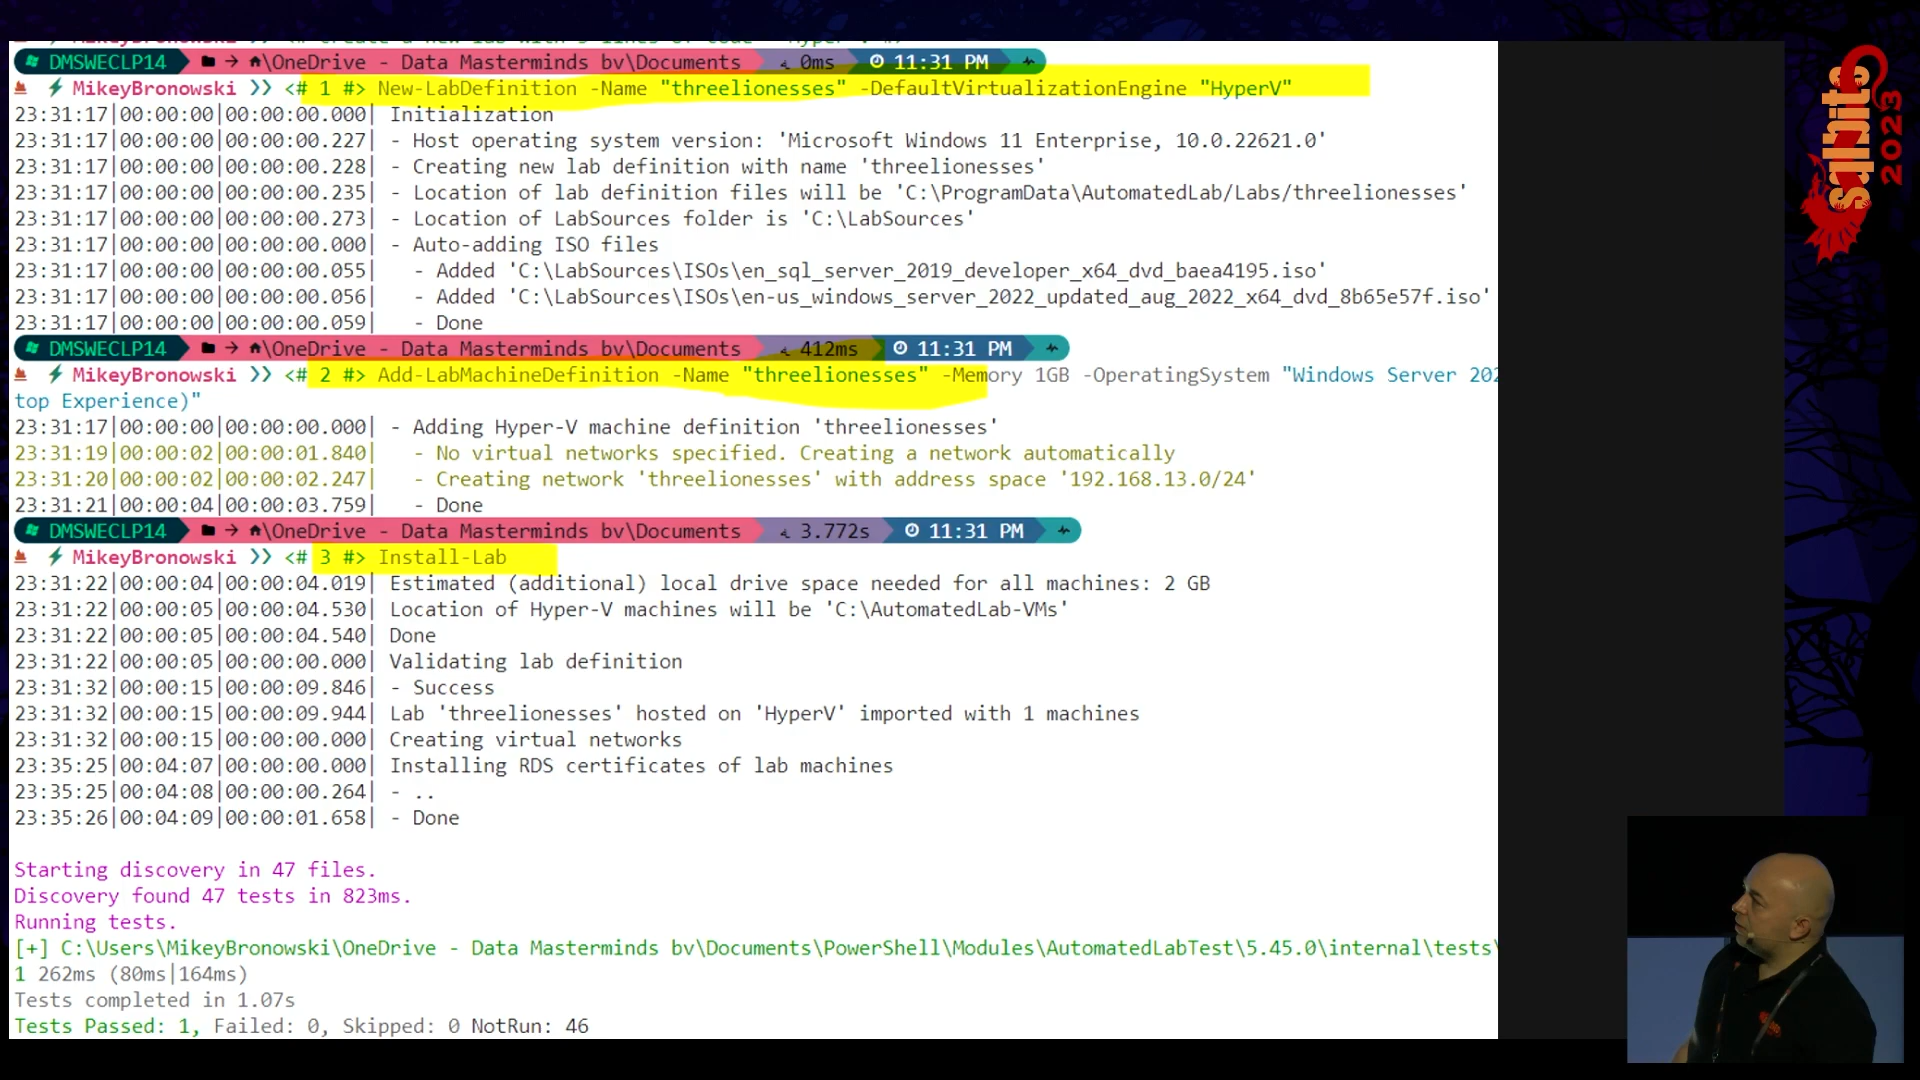 DMSWECLP14 → \OneDrive - Data Masterminds bv\Documents 0ms 11:31 PM
MikeyBronowski <# 1 #> New-LabDefinition -Name "threelionesses" -DefaultVirtualizationEngine "HyperV"
23:31:17|00:00:00|00:00:00.000| Initialization
23:31:17|00:00:00|00:00:00.227| - Host operating system version: 'Microsoft Windows 11 Enterprise, 10.0.22621.0'
23:31:17|00:00:00|00:00:00.228| - Creating new lab definition with name 'threelionesses'
23:31:17|00:00:00|00:00:00.235| - Location of lab definition files will be 'C:\ProgramData\AutomatedLab/Labs/threelionesses'
23:31:17|00:00:00|00:00:00.273| - Location of LabSources folder is 'C:\LabSources'
23:31:17|00:00:00|00:00:00.000| - Auto-adding ISO files
23:31:17|00:00:00|00:00:00.055| - Added 'C:\LabSources\ISOs\en_sql_server_2019_developer_x64_dvd_baea4195.iso'
23:31:17|00:00:00|00:00:00.056| - Added 'C:\LabSources\ISOs\en-us_windows_server_2022_updated_aug_2022_x64_dvd_8b65e57f.iso'
23:31:17|00:00:00|00:00:00.059| - Done
DMSWECLP14 → \OneDrive - Data Masterminds bv\Documents 412ms 11:31 PM
MikeyBronowski <# 2 #> Add-LabMachineDefinition -Name "threelionesses" -Memory 1GB -OperatingSystem "Windows Server 202
top Experience)"
23:31:17|00:00:00|00:00:00.000| - Adding Hyper-V machine definition 'threelionesses'
23:31:19|00:00:02|00:00:01.840| - No virtual networks specified. Creating a network automatically
23:31:20|00:00:02|00:00:02.247| - Creating network 'threelionesses' with address space '192.168.13.0/24'
23:31:21|00:00:04|00:00:03.759| - Done
DMSWECLP14 → \OneDrive - Data Masterminds bv\Documents 3.772s 11:31 PM
MikeyBronowski <# 3 #> Install-Lab
23:31:22|00:00:04|00:00:04.019| Estimated (additional) local drive space needed for all machines: 2 GB
23:31:22|00:00:05|00:00:04.530| Location of Hyper-V machines will be 'C:\AutomatedLab-VMs'
23:31:22|00:00:05|00:00:04.540| Done
23:31:22|00:00:05|00:00:00.000| Validating lab definition
23:31:32|00:00:15|00:00:09.846| - Success
23:31:32|00:00:15|00:00:09.944| Lab 'threelionesses' hosted on 'HyperV' imported with 1 machines
23:31:32|00:00:15|00:00:00.000| Creating virtual networks
23:35:25|00:04:07|00:00:00.000| Installing RDS certificates of lab machines
23:35:25|00:04:08|00:00:00.264| - ..
23:35:26|00:04:09|00:00:01.658| - Done
Starting discovery in 47 files.
Discovery found 47 tests in 823ms.
Running tests.
[+] C:\Users\MikeyBronowski\OneDrive - Data Masterminds bv\Documents\PowerShell\Modules\AutomatedLabTest\5.45.0\internal\tests\
1 262ms (80ms|164ms)
Tests completed in 1.07s
Tests Passed: 1, Failed: 0, Skipped: 0 NotRun: 46
sqlbits
2023